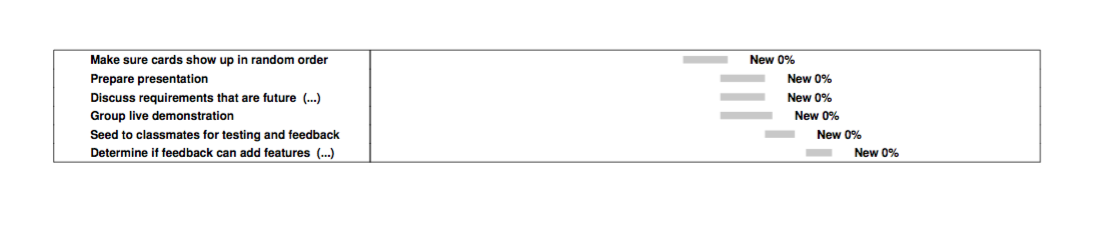 Make sure cards show up in random order New 0%
Prepare presentation New 0%
Discuss requirements that are future (...) New 0%
Group live demonstration New 0%
Seed to classmates for testing and feedback New 0%
Determine if feedback can add features (...) New 0%